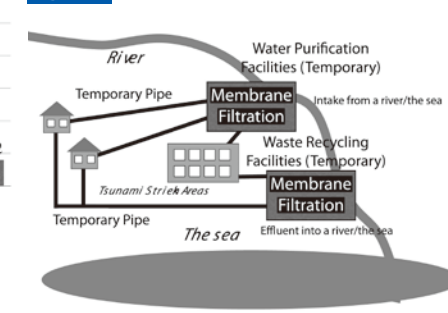 River
Water Purification
Facilities (Temporary)
Temporary Pipe
Membrane
Filtration
Intake from a river/the sea
Waste Recycling
Facilities (Temporary)
Tsunami Striek Areas
Membrane
Filtration
Temporary Pipe
The sea
Effluent into a river/the sea